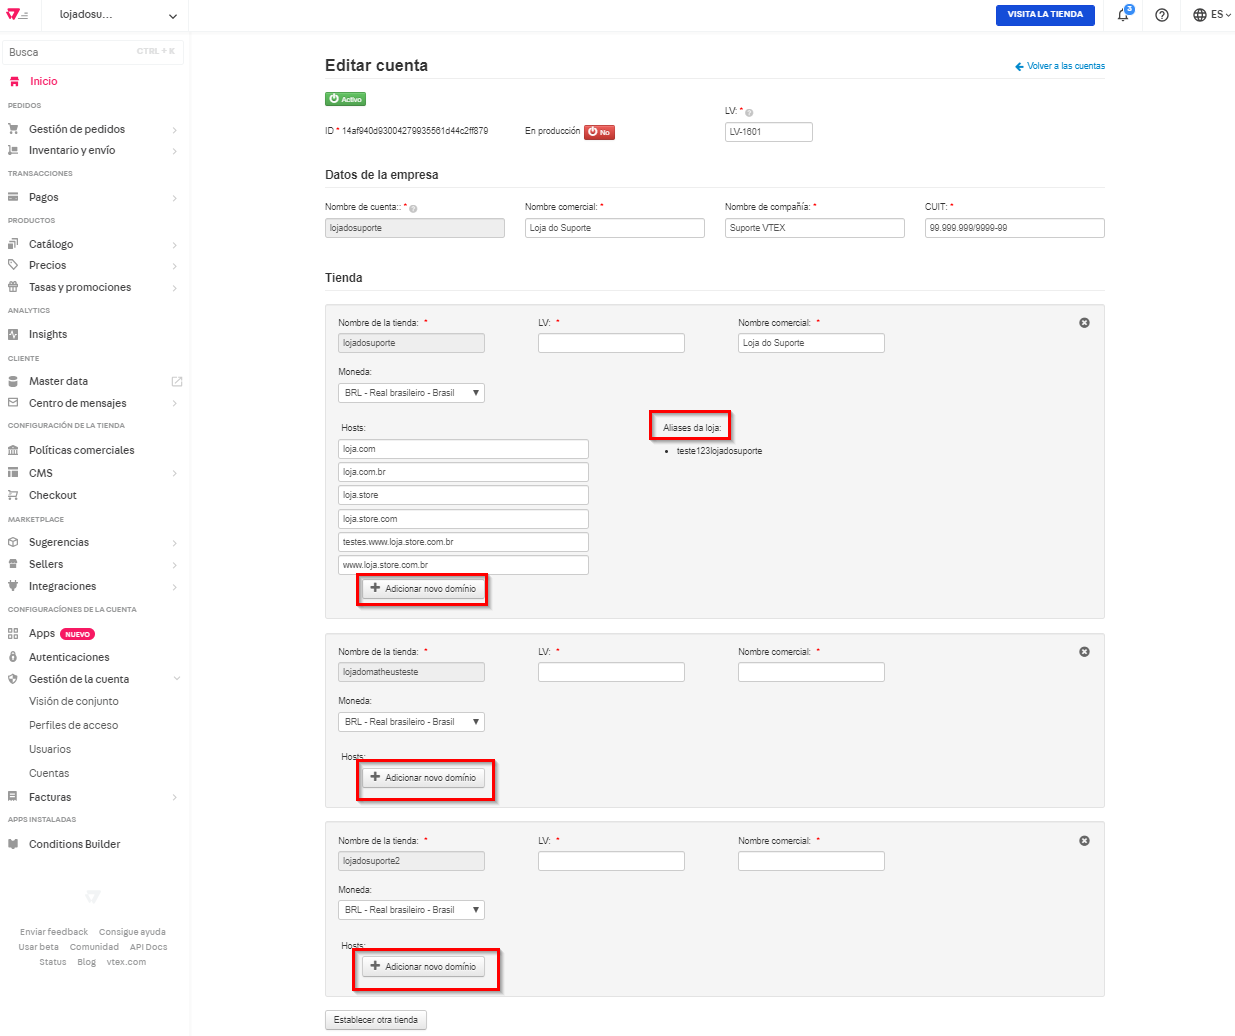 lojadosu...
VISITA LA TIENDA
3
ES
Busca
CTRL + K
Inicio
PEDIDOS
Gestión de pedidos
Inventario y envío
TRANSACCIONES
Pagos
PRODUCTOS
Catálogo
Precios
Tasas y promociones
ANALYTICS
Insights
CLIENTE
Master data
Centro de mensajes
CONFIGURACIÓN DE LA TIENDA
Políticas comerciales
CMS
Checkout
MARKETPLACE
Sugerencias
Sellers
Integraciones
CONFIGURACÍONES DE LA CUENTA
Apps NUEVO
Autenticaciones
Gestión de la cuenta
Visión de conjunto
Perfiles de acceso
Usuarios
Cuentas
Facturas
APPS INSTALADAS
Conditions Builder
Enviar feedback Consigue ayuda
Usar beta Comunidad API Docs
Status Blog vtex.com
Editar cuenta
Volver a las cuentas
Activo
LV: *
ID * 14af940d93004279935561d44c2ff879
En producción No
LV-1601
Datos de la empresa
Nombre de cuenta:: * Nombre comercial: * Nombre de compañía: * CUIT: *
lojadosuporte Loja do Suporte Suporte VTEX 99.999.999/9999-99
Tienda
Nombre de la tienda: * LV: * Nombre comercial: *
lojadosuporte Loja do Suporte
Moneda:
BRL - Real brasileiro - Brasil
Hosts: Aliases da loja:
loja.com
teste123lojadosuporte
loja.com.br
loja.store
loja.store.com
testes.www.loja.store.com.br
www.loja.store.com.br
Adicionar novo domínio
Nombre de la tienda: * LV: * Nombre comercial: *
lojadomatheusteste
Moneda:
BRL - Real brasileiro - Brasil
Hosts:
Adicionar novo domínio
Nombre de la tienda: * LV: * Nombre comercial: *
lojadosuporte2
Moneda:
BRL - Real brasileiro - Brasil
Hosts:
Adicionar novo domínio
Establecer otra tienda